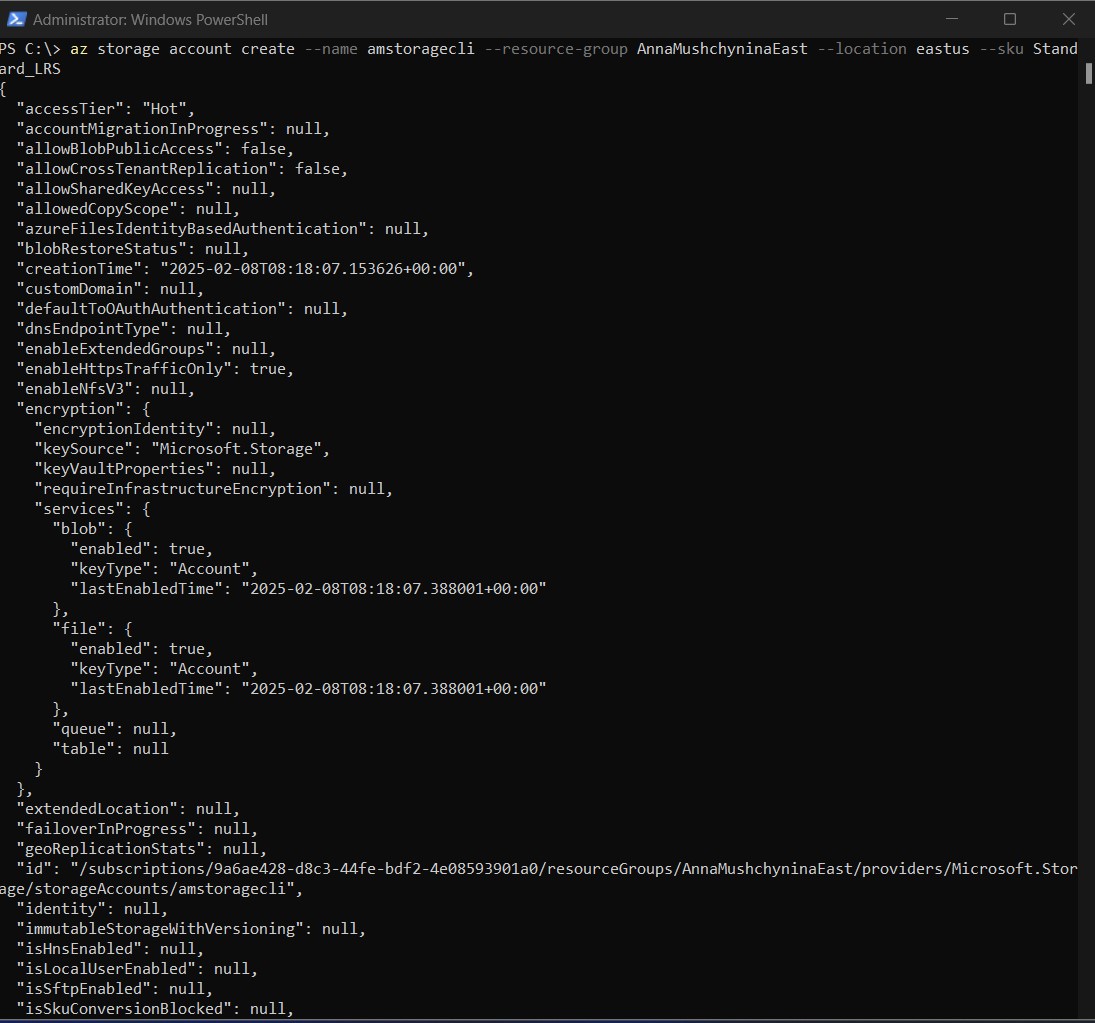 Administrator: Windows PowerShell
PS C:\> az storage account create --name amstoragecli --resource-group AnnaMushchyninaEast --location eastus --sku Stand
ard_LRS
{
  "accessTier": "Hot",
  "accountMigrationInProgress": null,
  "allowBlobPublicAccess": false,
  "allowCrossTenantReplication": false,
  "allowSharedKeyAccess": null,
  "allowedCopyScope": null,
  "azureFilesIdentityBasedAuthentication": null,
  "blobRestoreStatus": null,
  "creationTime": "2025-02-08T08:18:07.153626+00:00",
  "customDomain": null,
  "defaultToOAuthAuthentication": null,
  "dnsEndpointType": null,
  "enableExtendedGroups": null,
  "enableHttpsTrafficOnly": true,
  "enableNfsV3": null,
  "encryption": {
    "encryptionIdentity": null,
    "keySource": "Microsoft.Storage",
    "keyVaultProperties": null,
    "requireInfrastructureEncryption": null,
    "services": {
      "blob": {
        "enabled": true,
        "keyType": "Account",
        "lastEnabledTime": "2025-02-08T08:18:07.388001+00:00"
      },
      "file": {
        "enabled": true,
        "keyType": "Account",
        "lastEnabledTime": "2025-02-08T08:18:07.388001+00:00"
      },
      "queue": null,
      "table": null
    }
  },
  "extendedLocation": null,
  "failoverInProgress": null,
  "geoReplicationStats": null,
  "id": "/subscriptions/9a6ae428-d8c3-44fe-bdf2-4e08593901a0/resourceGroups/AnnaMushchyninaEast/providers/Microsoft.Stor
age/storageAccounts/amstoragecli",
  "identity": null,
  "immutableStorageWithVersioning": null,
  "isHnsEnabled": null,
  "isLocalUserEnabled": null,
  "isSftpEnabled": null,
  "isSkuConversionBlocked": null,